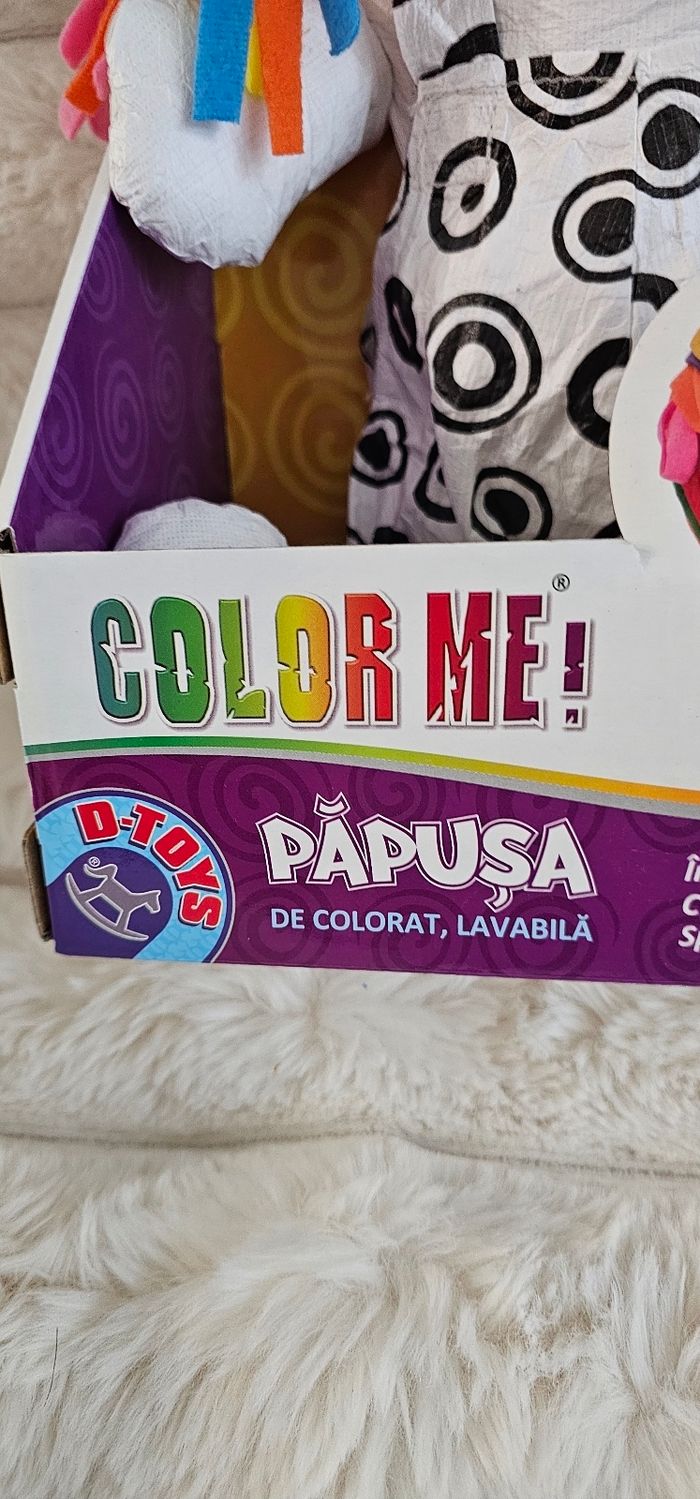 COLOR ME!®
D-TOYS
®
PĂPUȘA
DE COLORAT, LAVABILĂ